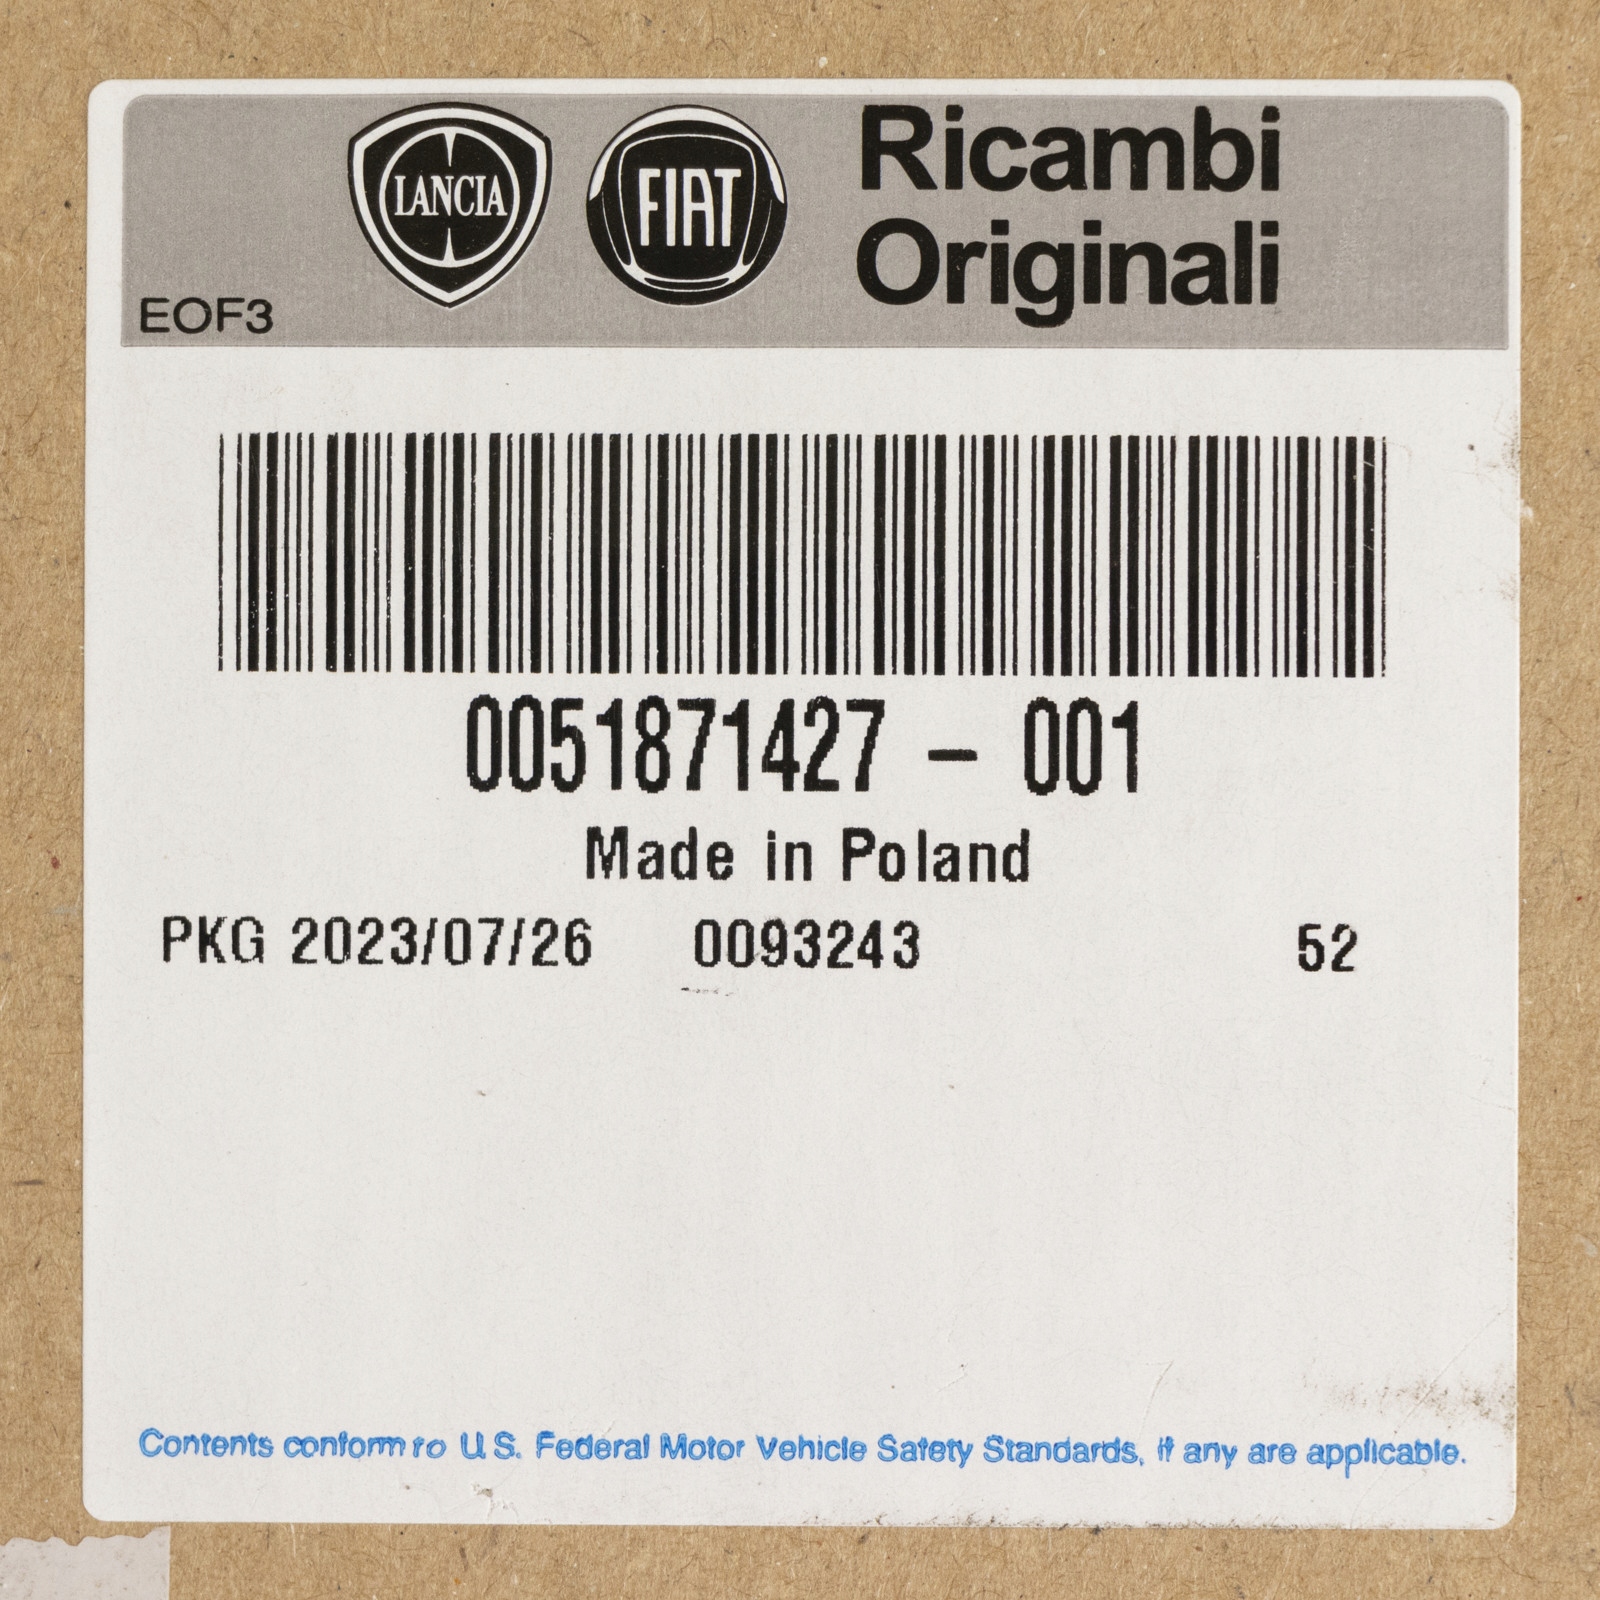 LANCIA FIAT Ricambi
Originali
EOF3
0051871427 - 001
Made in Poland
PKG 2023/07/26 0093243 52
Contents conform to U.S. Federal Motor Vehicle Safety Standards, if any are applicable.